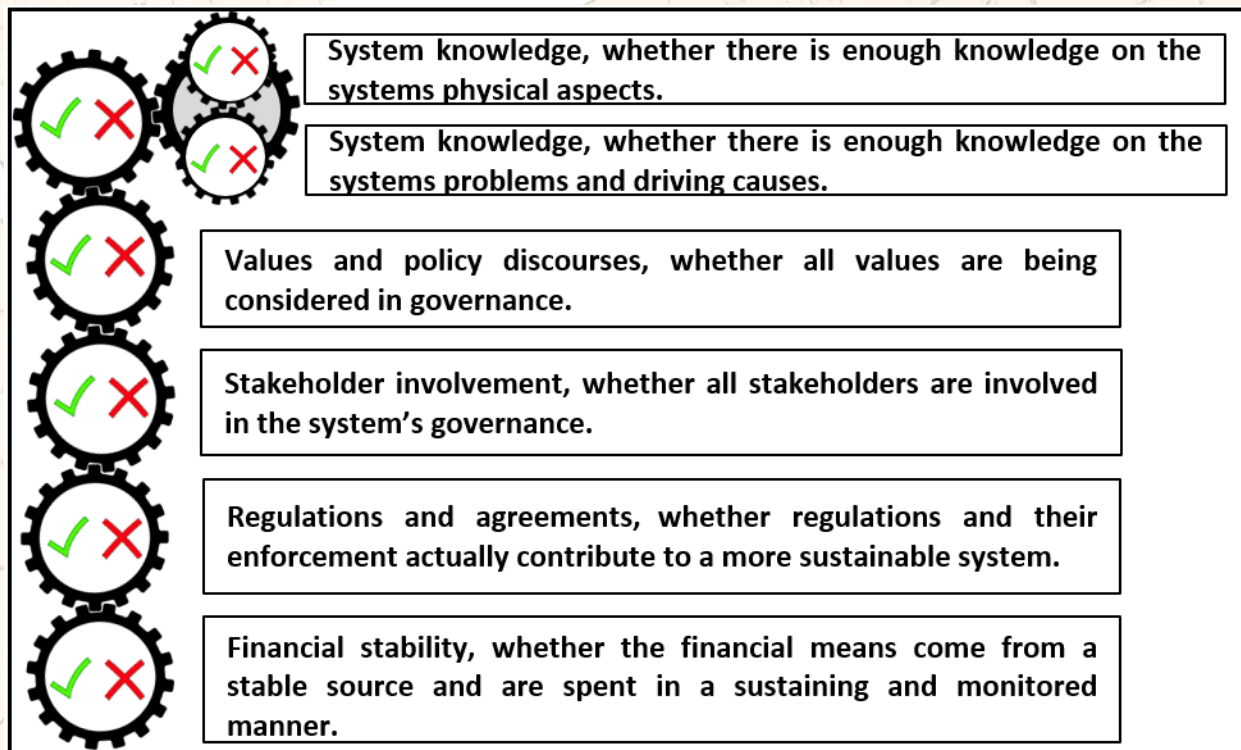 System knowledge, whether there is enough knowledge on the
systems physical aspects.
System knowledge, whether there is enough knowledge on the
systems problems and driving causes.
Values and policy discourses, whether all values are being
considered in governance.
Stakeholder involvement, whether all stakeholders are involved
in the system’s governance.
Regulations and agreements, whether regulations and their
enforcement actually contribute to a more sustainable system.
Financial stability, whether the financial means come from a
stable source and are spent in a sustaining and monitored
manner.